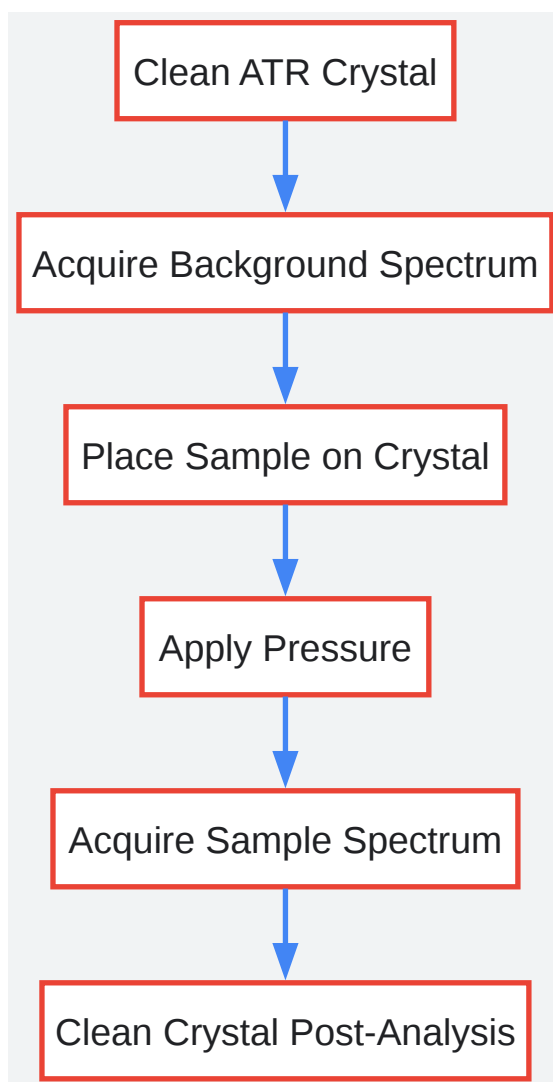 Clean ATR Crystal
Acquire Background Spectrum
Place Sample on Crystal
Apply Pressure
Acquire Sample Spectrum
Clean Crystal Post-Analysis